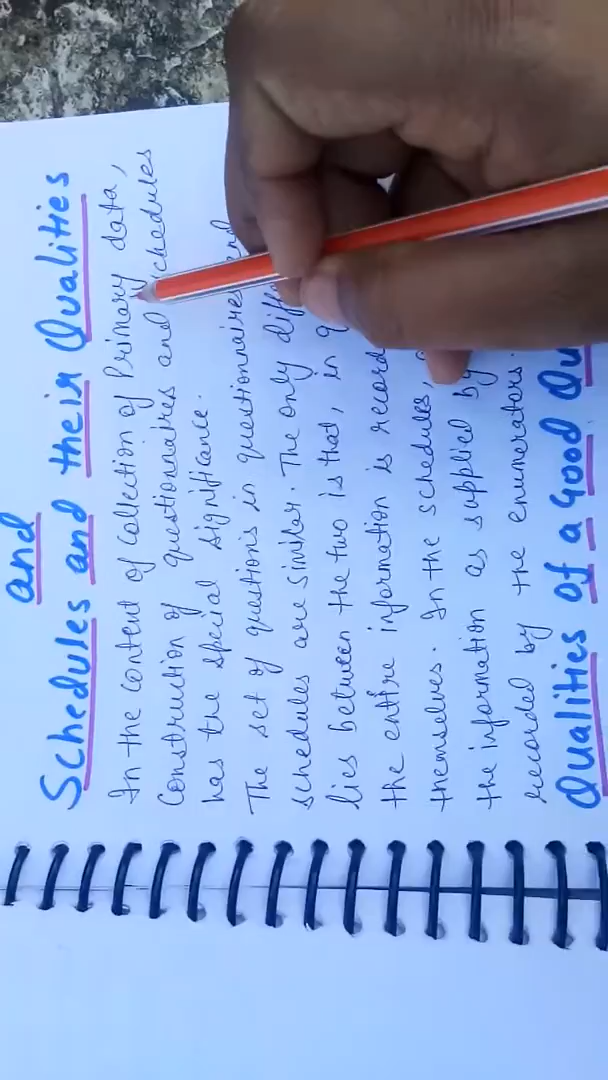 and
Schedules and their Qualities
In the content of collection of Primary data,
Construction of questionnaires and schedules
has the special significance.
The set of questions in questionnaires and
schedules are similar. The only diff
lies between the two is that, in q
the entire information is record
themselves. In the schedules,
the information as supplied by
recorded by the enumerators.
Qualities of a Good Qu